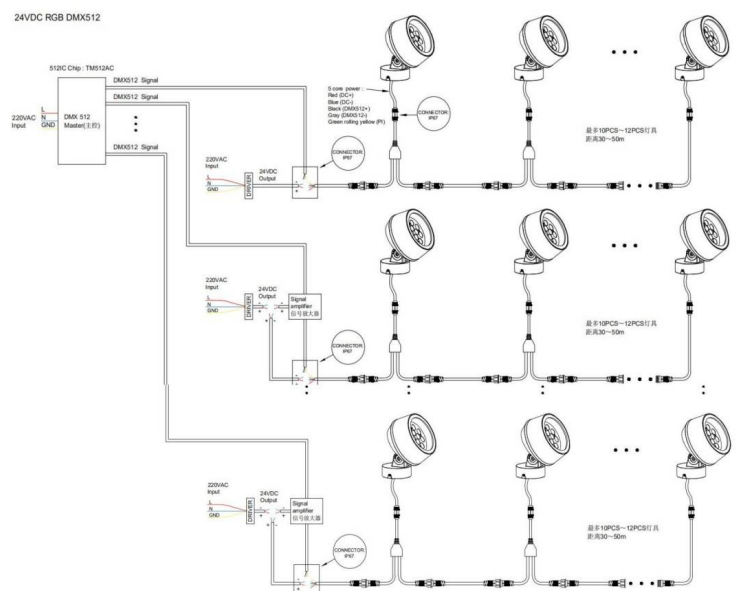 24VDC RGB DMX512
512IC Chip : TM512AC
DMX512 Signal
DMX512 Signal
220VAC
Input
L
N
GND
DMX 512
Master(主控)
DMX512 Signal
5 core power :
Red (DC+)
Blue (DC-)
Black (DMX512+)
Gray (DMX512-)
Green rolling yellow (PI)
CONNECTOR:
IP67
CONNECTOR:
IP67
最多10PCS～12PCS灯具
距离30～50m
220VAC
Input
L
N
GND
DRIVER
24VDC
Output
- +
220VAC
Input
L
N
GND
DRIVER
24VDC
Output
Signal
amplifier
信号放大器
CONNECTOR:
IP67
最多10PCS～12PCS灯具
距离30～50m
220VAC
Input
L
N
GND
DRIVER
24VDC
Output
Signal
amplifier
信号放大器
CONNECTOR:
IP67
最多10PCS～12PCS灯具
距离30～50m